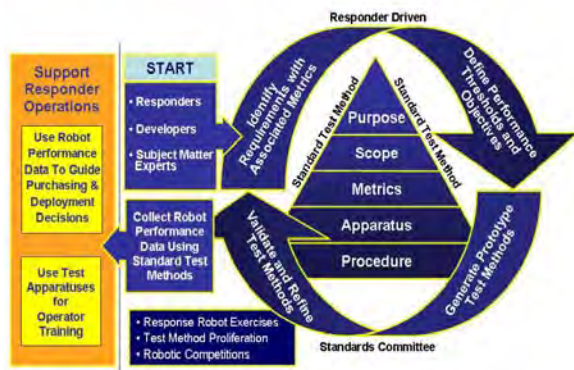 Support
Responder
Operations
Use Robot
Performance
Data To Guide
Purchasing &
Deployment
Decisions
Use Test
Apparatuses
for
Operator
Training
START
• Responders
• Developers
• Subject Matter
Experts
Collect Robot
Performance
Data Using
Standard Test
Methods
• Response Robot Exercises
• Test Method Proliferation
• Robotic Competitions
Responder Driven
Identify
Requirements with
Associated Metrics
Define Performance
Thresholds and
Objectives
Standard Test Method
Standard Test Method
Purpose
Scope
Metrics
Apparatus
Procedure
Validate and Refine
Test Methods
Generate Prototype
Test Methods
Standards Committee